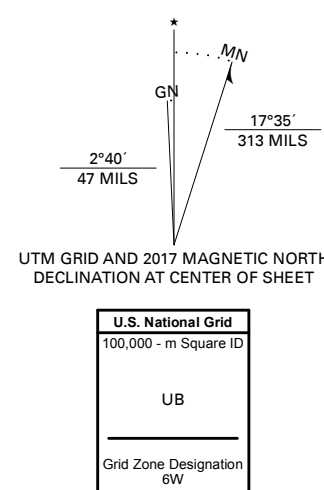 ★
MN
GN
17°35´
313 MILS
2°40´
47 MILS
UTM GRID AND 2017 MAGNETIC NORTH
DECLINATION AT CENTER OF SHEET
U.S. National Grid
100,000 - m Square ID
UB
Grid Zone Designation
6W